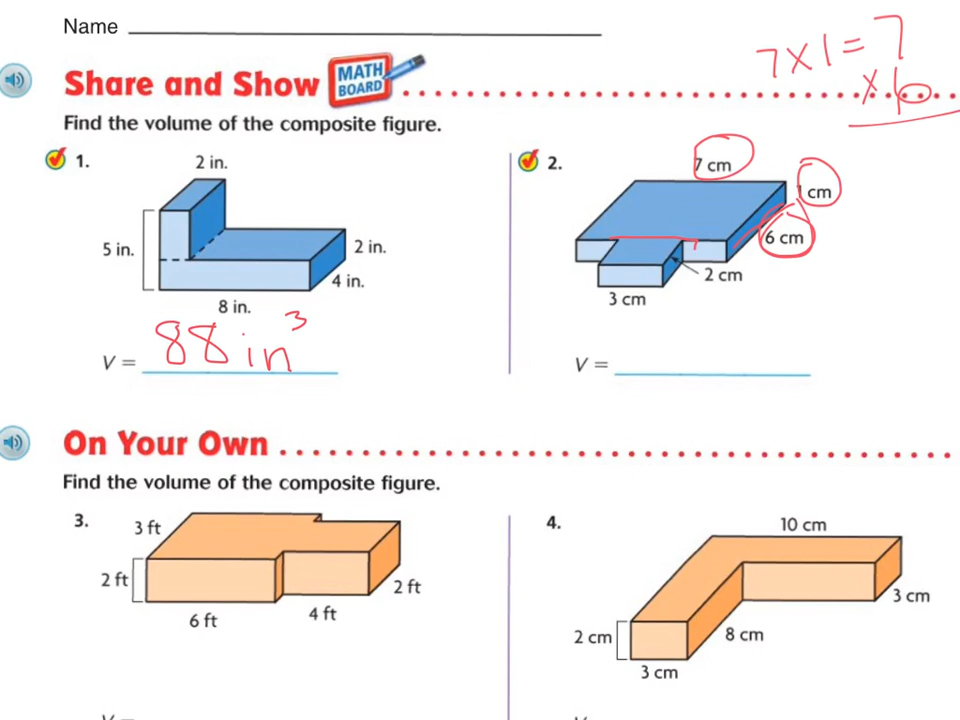 Name
7 x 1 = 7
x 6
Share and Show MATH BOARD
Find the volume of the composite figure.
1.
2 in.
5 in.
2 in.
4 in.
8 in.
V = 88 in³
2.
7 cm
1 cm
6 cm
2 cm
3 cm
V =
On Your Own
Find the volume of the composite figure.
3.
3 ft
2 ft
2 ft
6 ft
4 ft
4.
10 cm
3 cm
2 cm
8 cm
3 cm